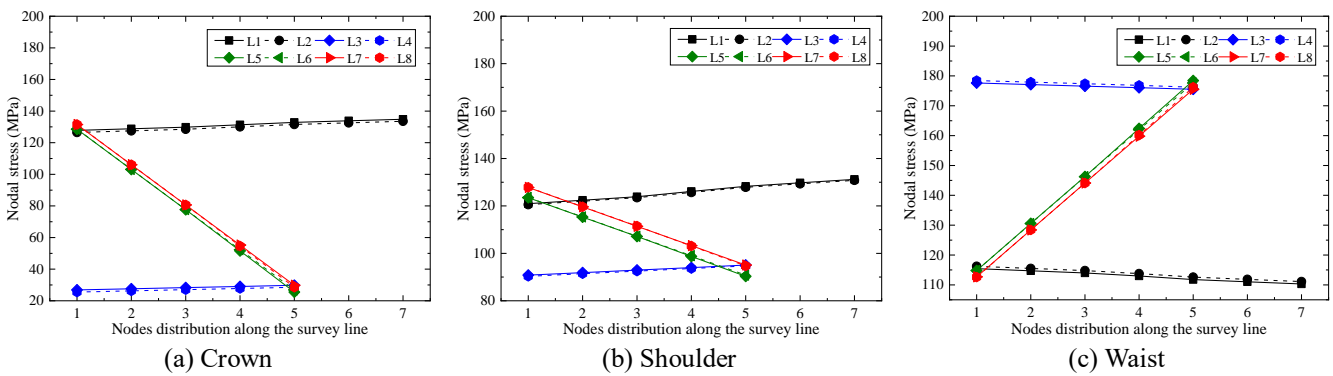 200
180
160
140
120
100
80
60
40
20
Nodal stress (MPa)
L1 L2 L3 L4
L5 L6 L7 L8
1 2 3 4 5 6 7
Nodes distribution along the survey line
(a) Crown
200
180
160
140
120
100
80
Nodal stress (MPa)
L1 L2 L3 L4
L5 L6 L7 L8
1 2 3 4 5 6 7
Nodes distribution along the survey line
(b) Shoulder
200
190
180
170
160
150
140
130
120
110
Nodal stress (MPa)
L1 L2 L3 L4
L5 L6 L7 L8
1 2 3 4 5 6 7
Nodes distribution along the survey line
(c) Waist